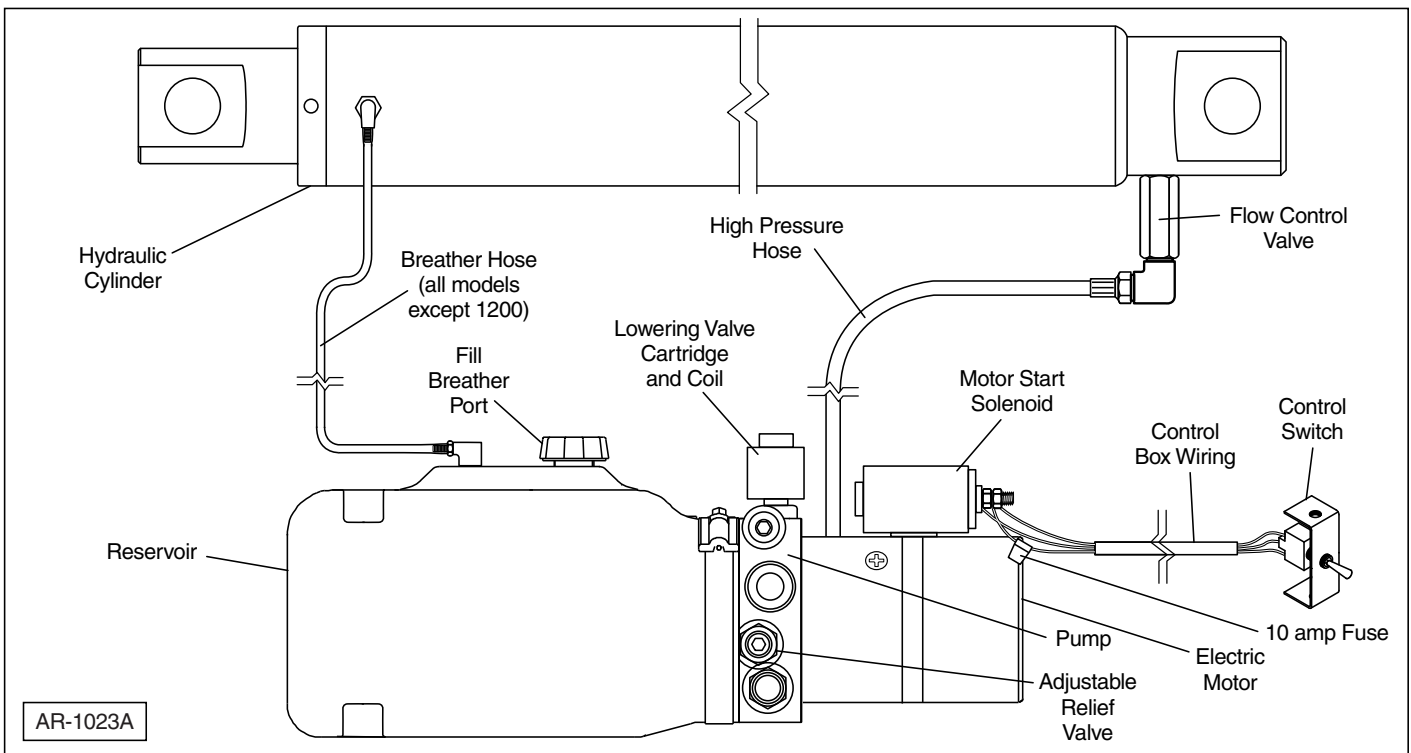 Hydraulic
Cylinder
Breather Hose
(all models
except 1200)
High Pressure
Hose
Flow Control
Valve
Fill
Breather
Port
Lowering Valve
Cartridge
and Coil
Motor Start
Solenoid
Control
Box Wiring
Control
Switch
Reservoir
Pump
10 amp Fuse
Electric
Motor
Adjustable
Relief
Valve
AR-1023A